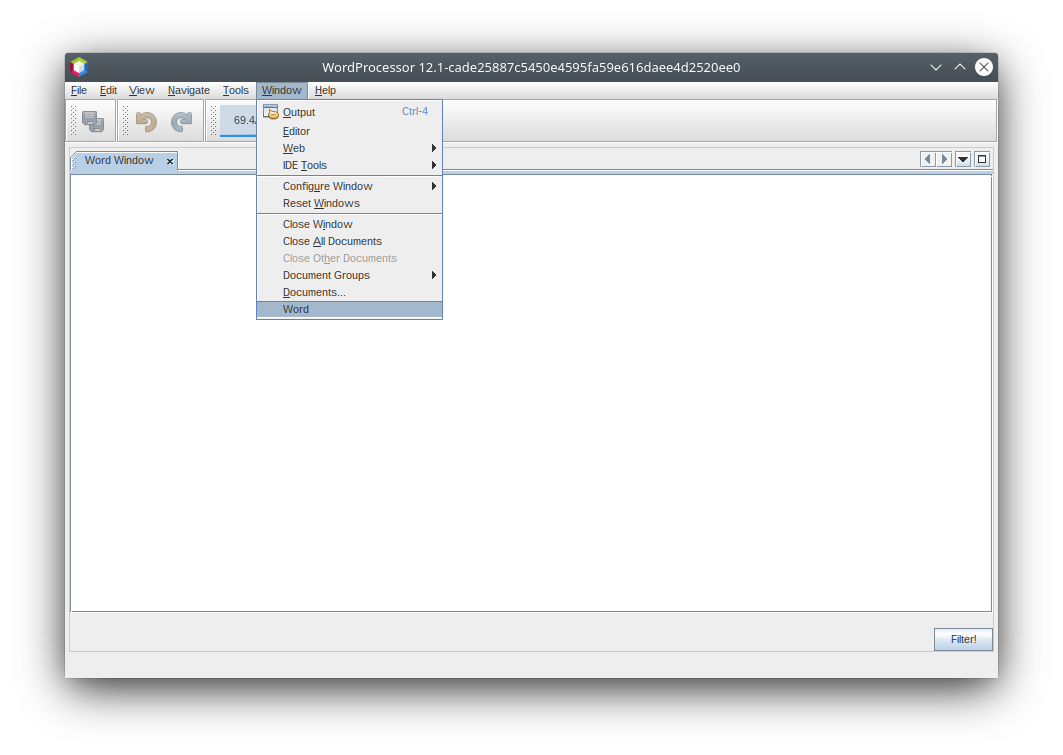 WordProcessor 12.1-cade25887c5450e4595fa59e616daee4d2520ee0
File Edit View Navigate Tools Window Help
69.4
Output Ctrl-4
Editor
Web
IDE Tools
Configure Window
Reset Windows
Close Window
Close All Documents
Close Other Documents
Document Groups
Documents...
Word
Word Window
Filter!